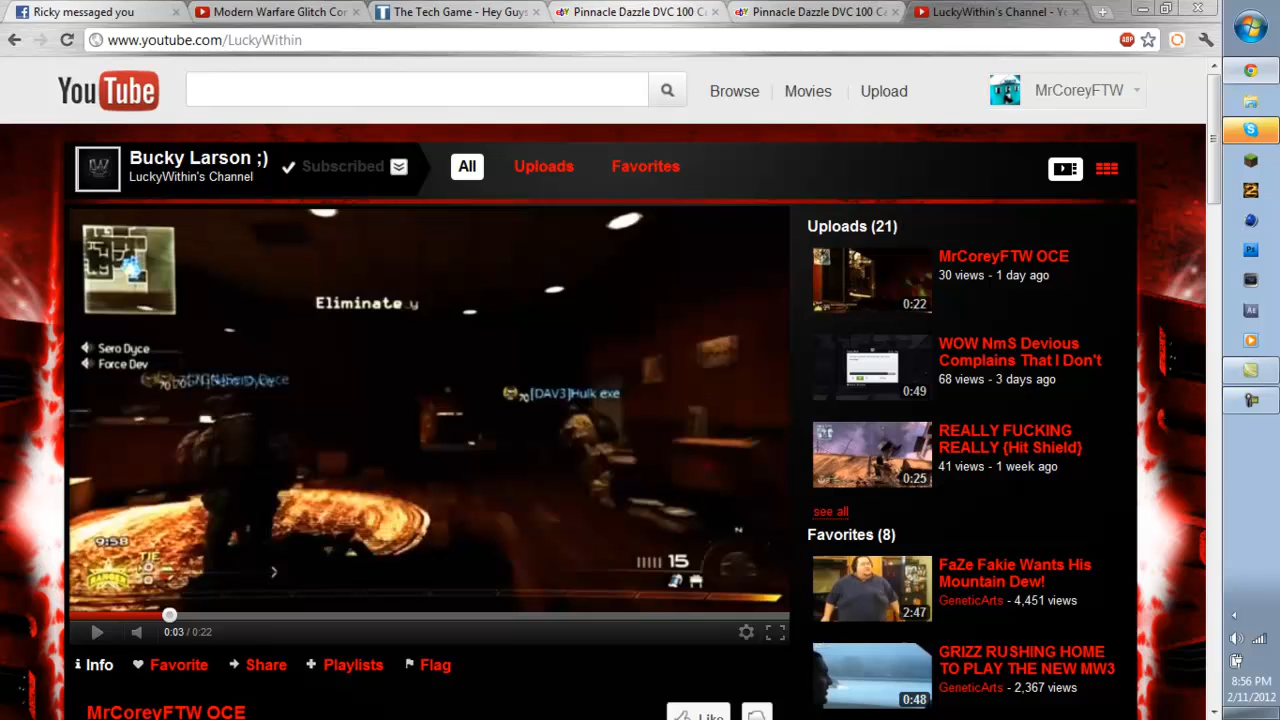 Ricky messaged you
Modern Warfare Glitch Cor
The Tech Game - Hey Guys
Pinnacle Dazzle DVC 100 C
Pinnacle Dazzle DVC 100 Ca
LuckyWithin's Channel - Yo
www.youtube.com/LuckyWithin
ABP
YouTube
Browse
Movies
Upload
MrCoreyFTW
Bucky Larson ;)
LuckyWithin's Channel
Subscribed
All
Uploads
Favorites
Eliminate y
Sero Dyce
Force Dev
[DAV3]Hulk exe
9:58
TIE
RANGER
15
N
0:03 / 0:22
Info
Favorite
Share
Playlists
Flag
MrCoreyFTW OCE
Like
Uploads (21)
MrCoreyFTW OCE
30 views - 1 day ago
0:22
WOW NmS Devious
Complains That I Don't
68 views - 3 days ago
0:49
REALLY FUCKING
REALLY {Hit Shield}
41 views - 1 week ago
0:25
see all
Favorites (8)
FaZe Fakie Wants His
Mountain Dew!
GeneticArts - 4,451 views
2:47
GRIZZ RUSHING HOME
TO PLAY THE NEW MW3
GeneticArts - 2,367 views
0:48
Ps
Ae
8:56 PM
2/11/2012